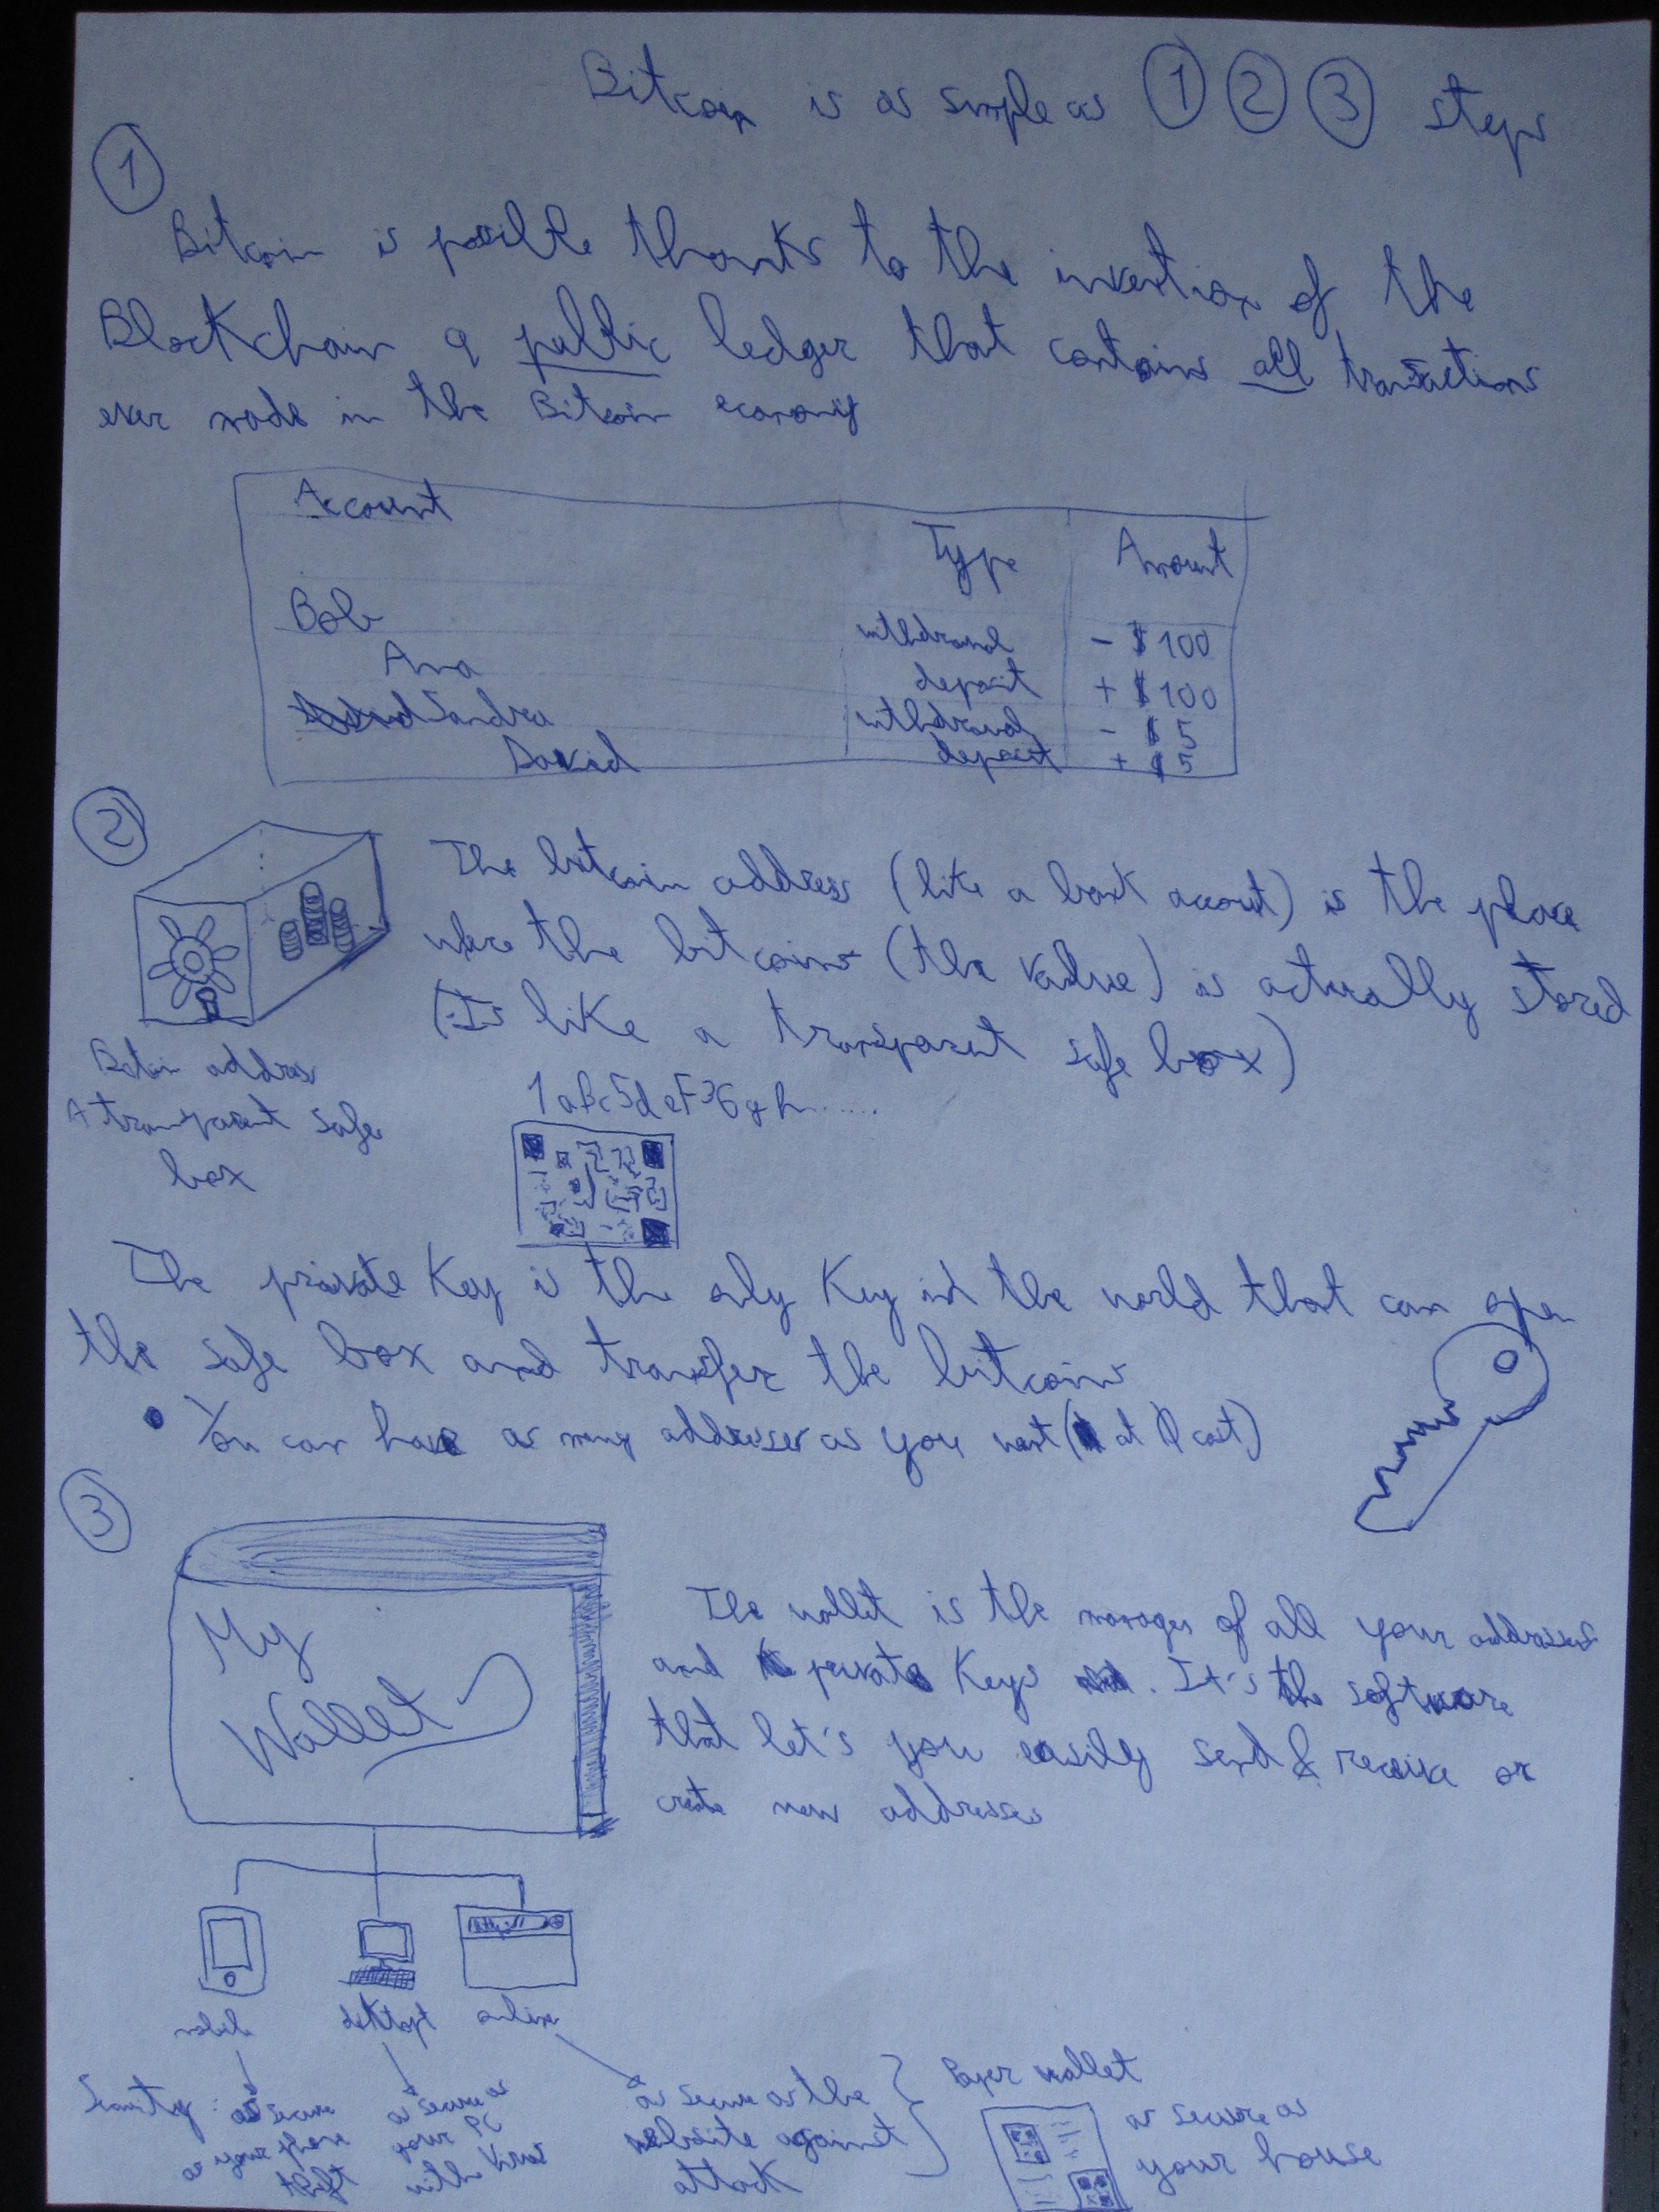 Bitcoin is as simple as 1 2 3 steps
1
Bitcoin is possible thanks to the invention of the
Blockchain a public ledger that contains all transactions
ever made in the Bitcoin economy
Account Type Amount
Bob withdrawal - $100
Ana deposit + $100
Sandra withdrawal - $5
David deposit + $5
2
The bitcoin address (like a bank account) is the place
where the bitcoins (the value) is actually stored
(Is like a transparent safe box)
Bitcoin address
A transparent safe
box
1aBc5deF36gh......
The private Key is the only Key in the world that can open
the safe box and transfer the bitcoins
• You can have as many addresses as you want ( at 0 cost)
3
My
Wallet
The wallet is the manager of all your addresses
and private Keys . It's the software
that let's you easily send & receive or
create new addresses
mobile desktop online
Security: as secure
as your phone
theft
as secure as
your PC
with
as secure as the
website against
attack
Paper wallet
as secure as
your house